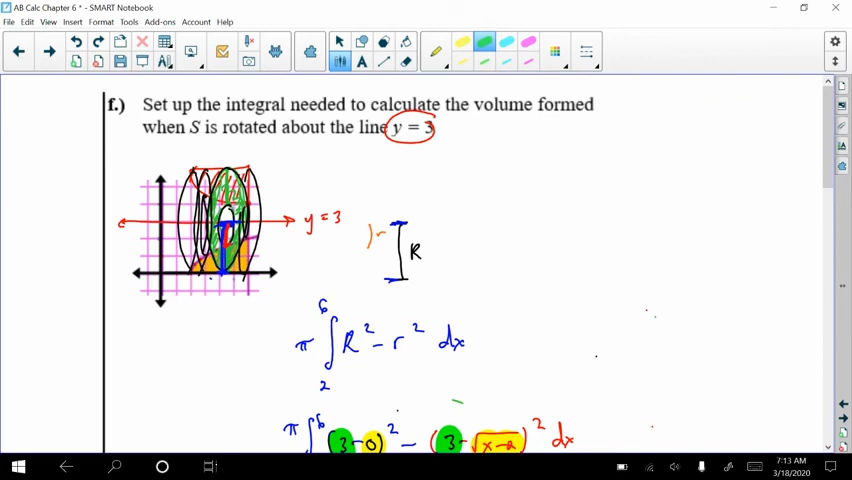 AB Calc Chapter 6 * - SMART Notebook
File Edit View Insert Format Tools Add-ons Account Help
f.) Set up the integral needed to calculate the volume formed
when S is rotated about the line y = 3
y = 3
r
R
6
π ∫ R² - r² dx
2
6
π ∫ (3-0)² - (3-√x-2)² dx
7:13 AM
3/18/2020